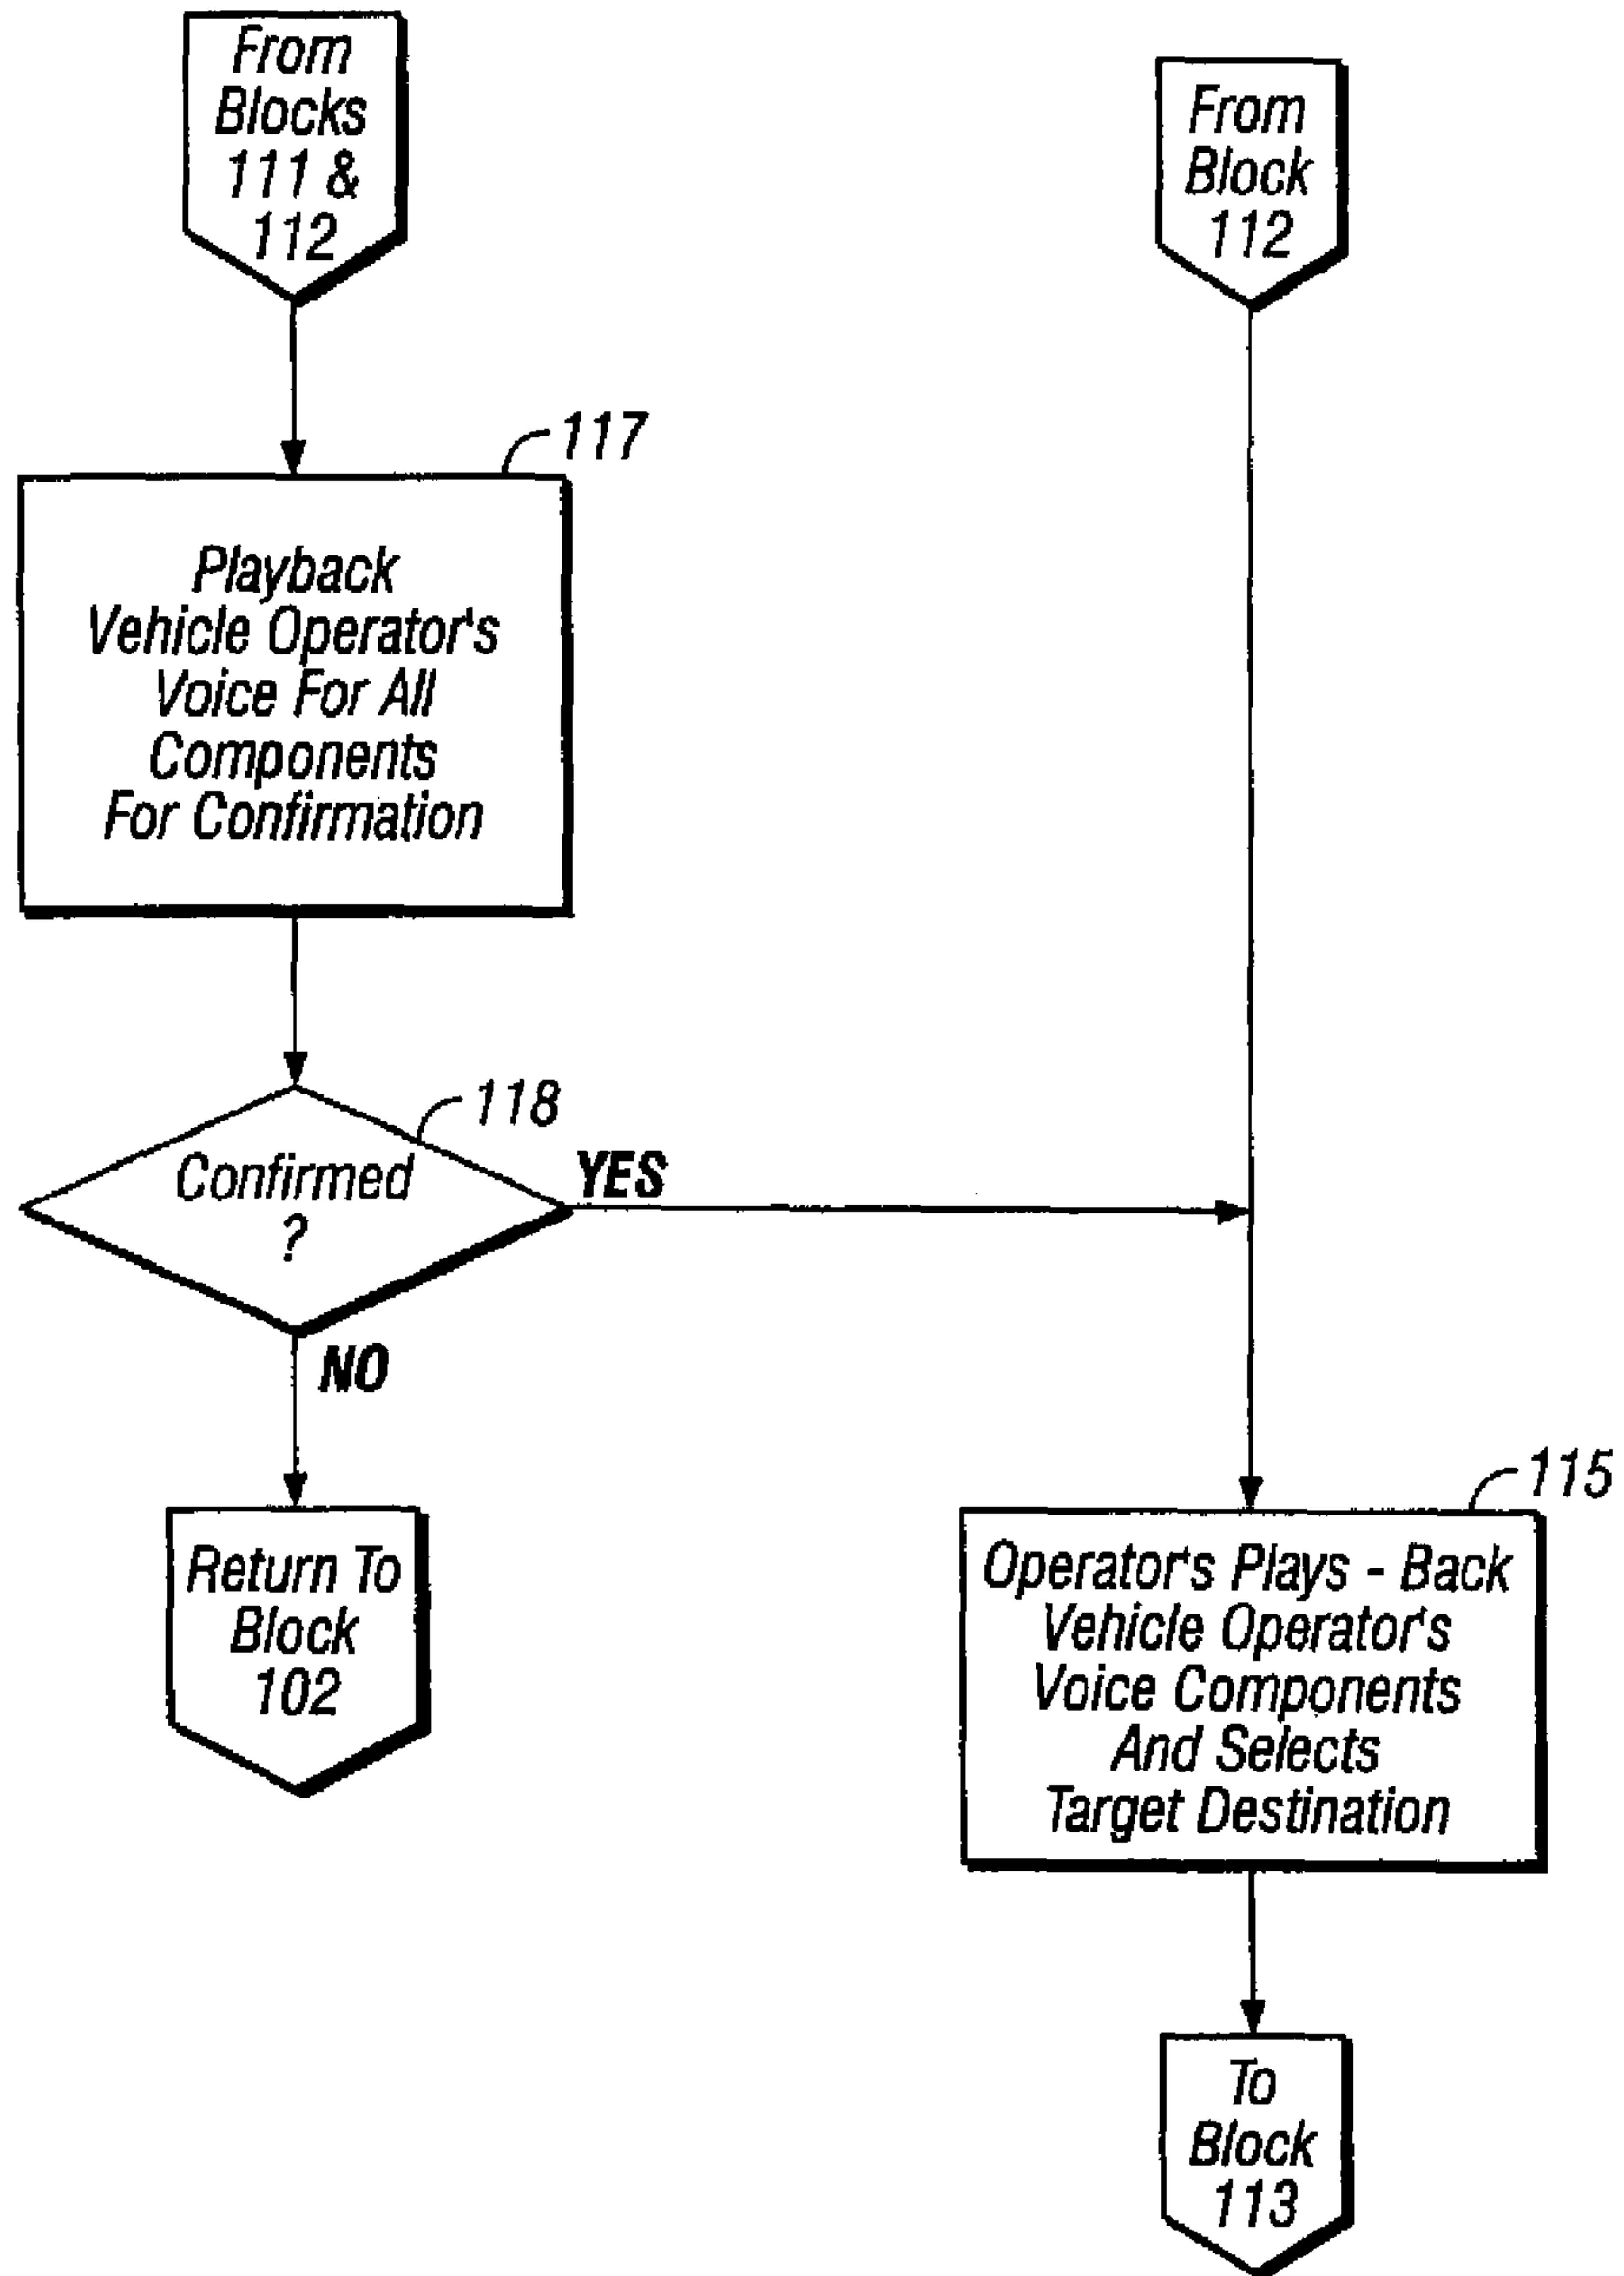 From
Blocks
111 &
112
From
Block
112
117
Playback
Vehicle Operator's
Voice For All
Components
For Confirmation
118
Confirmed
?
YES
NO
Return To
Block
102
115
Operator's Plays - Back
Vehicle Operator's
Voice Components
And Selects
Target Destination
To
Block
113